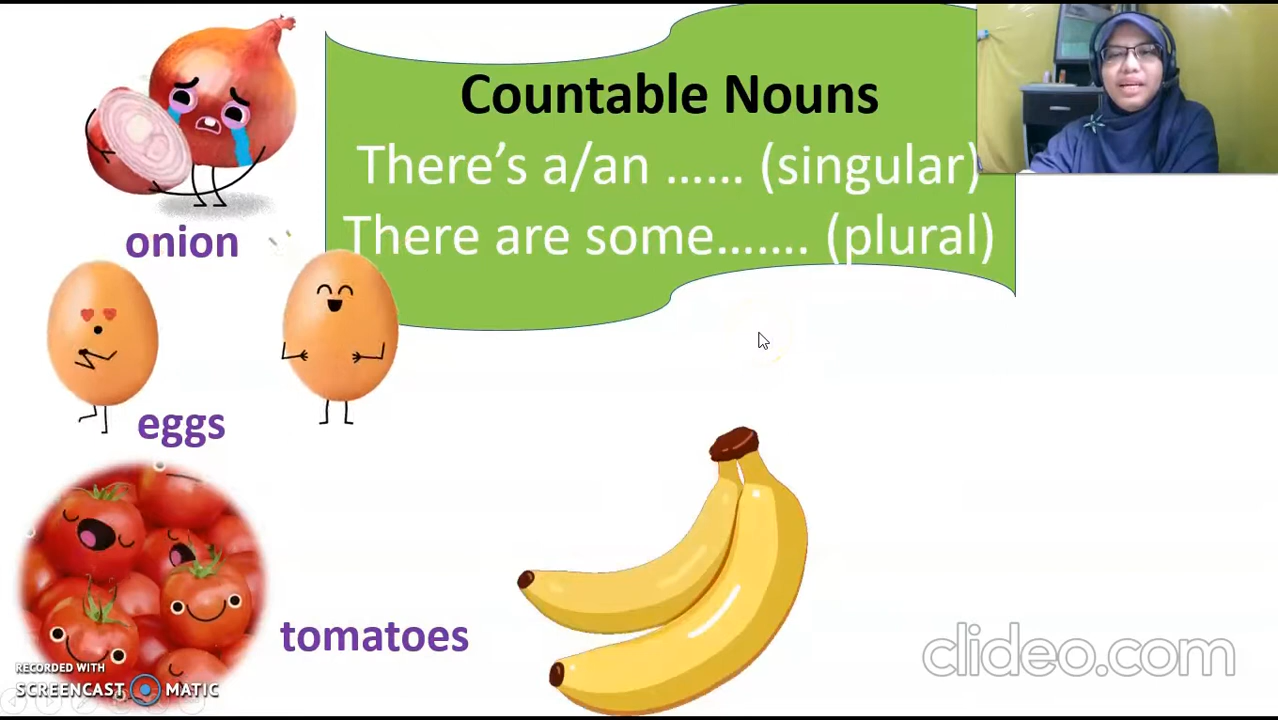 Countable Nouns
There's a/an ...... (singular)
There are some....... (plural)
onion
eggs
tomatoes
RECORDED WITH
SCREENCAST MATIC
clideo.com